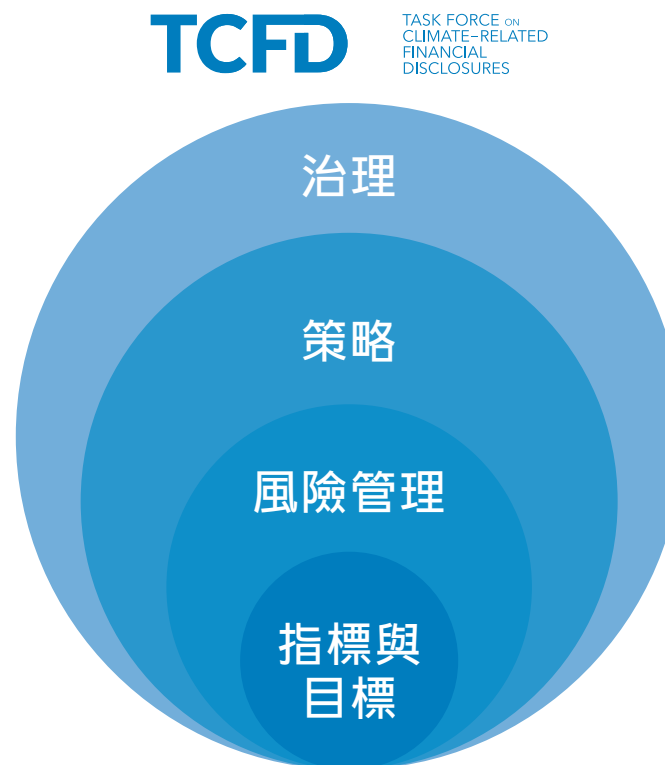 TCFD
TASK FORCE ON
CLIMATE-RELATED
FINANCIAL
DISCLOSURES
治理
策略
風險管理
指標與
目標